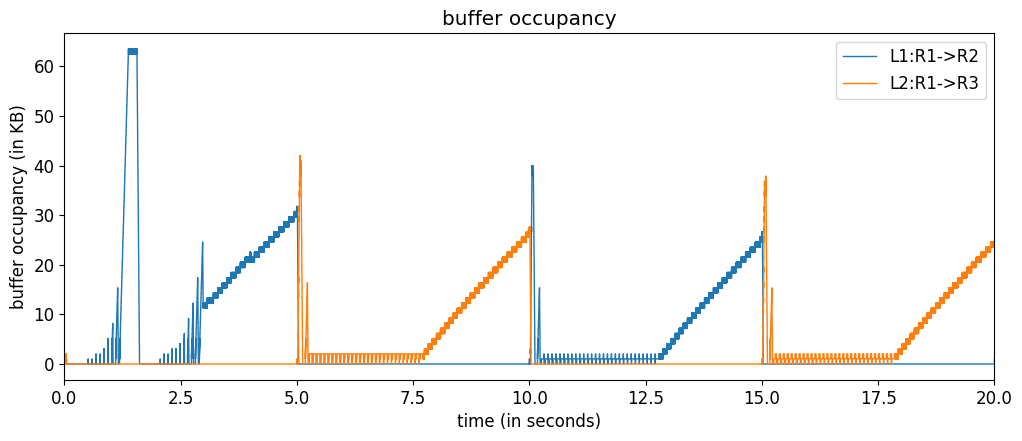 buffer occupancy
buffer occupancy (in KB)
60
50
40
30
20
10
0
L1:R1->R2
L2:R1->R3
0.0 2.5 5.0 7.5 10.0 12.5 15.0 17.5 20.0
time (in seconds)